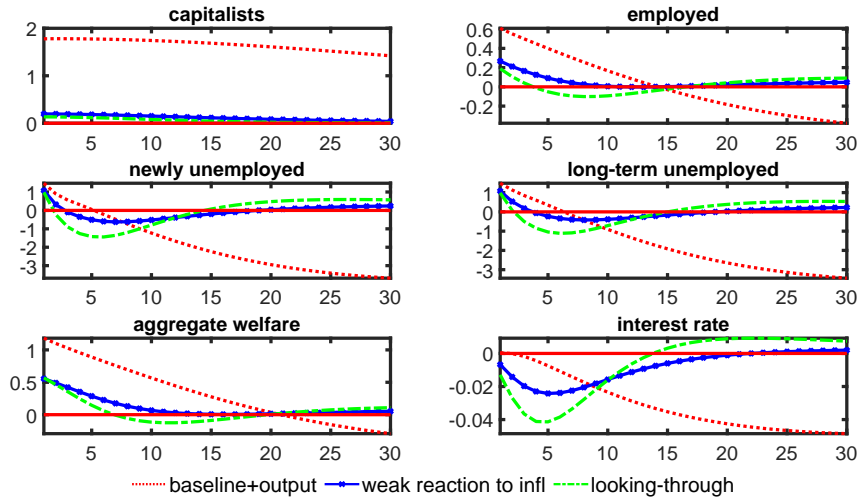 capitalists
2
1
0
5 10 15 20 25 30
employed
0.6
0.4
0.2
0
-0.2
5 10 15 20 25 30
newly unemployed
1
0
-1
-2
-3
5 10 15 20 25 30
long-term unemployed
1
0
-1
-2
-3
5 10 15 20 25 30
aggregate welfare
1
0.5
0
5 10 15 20 25 30
interest rate
0
-0.02
-0.04
5 10 15 20 25 30
baseline+output weak reaction to infl looking-through